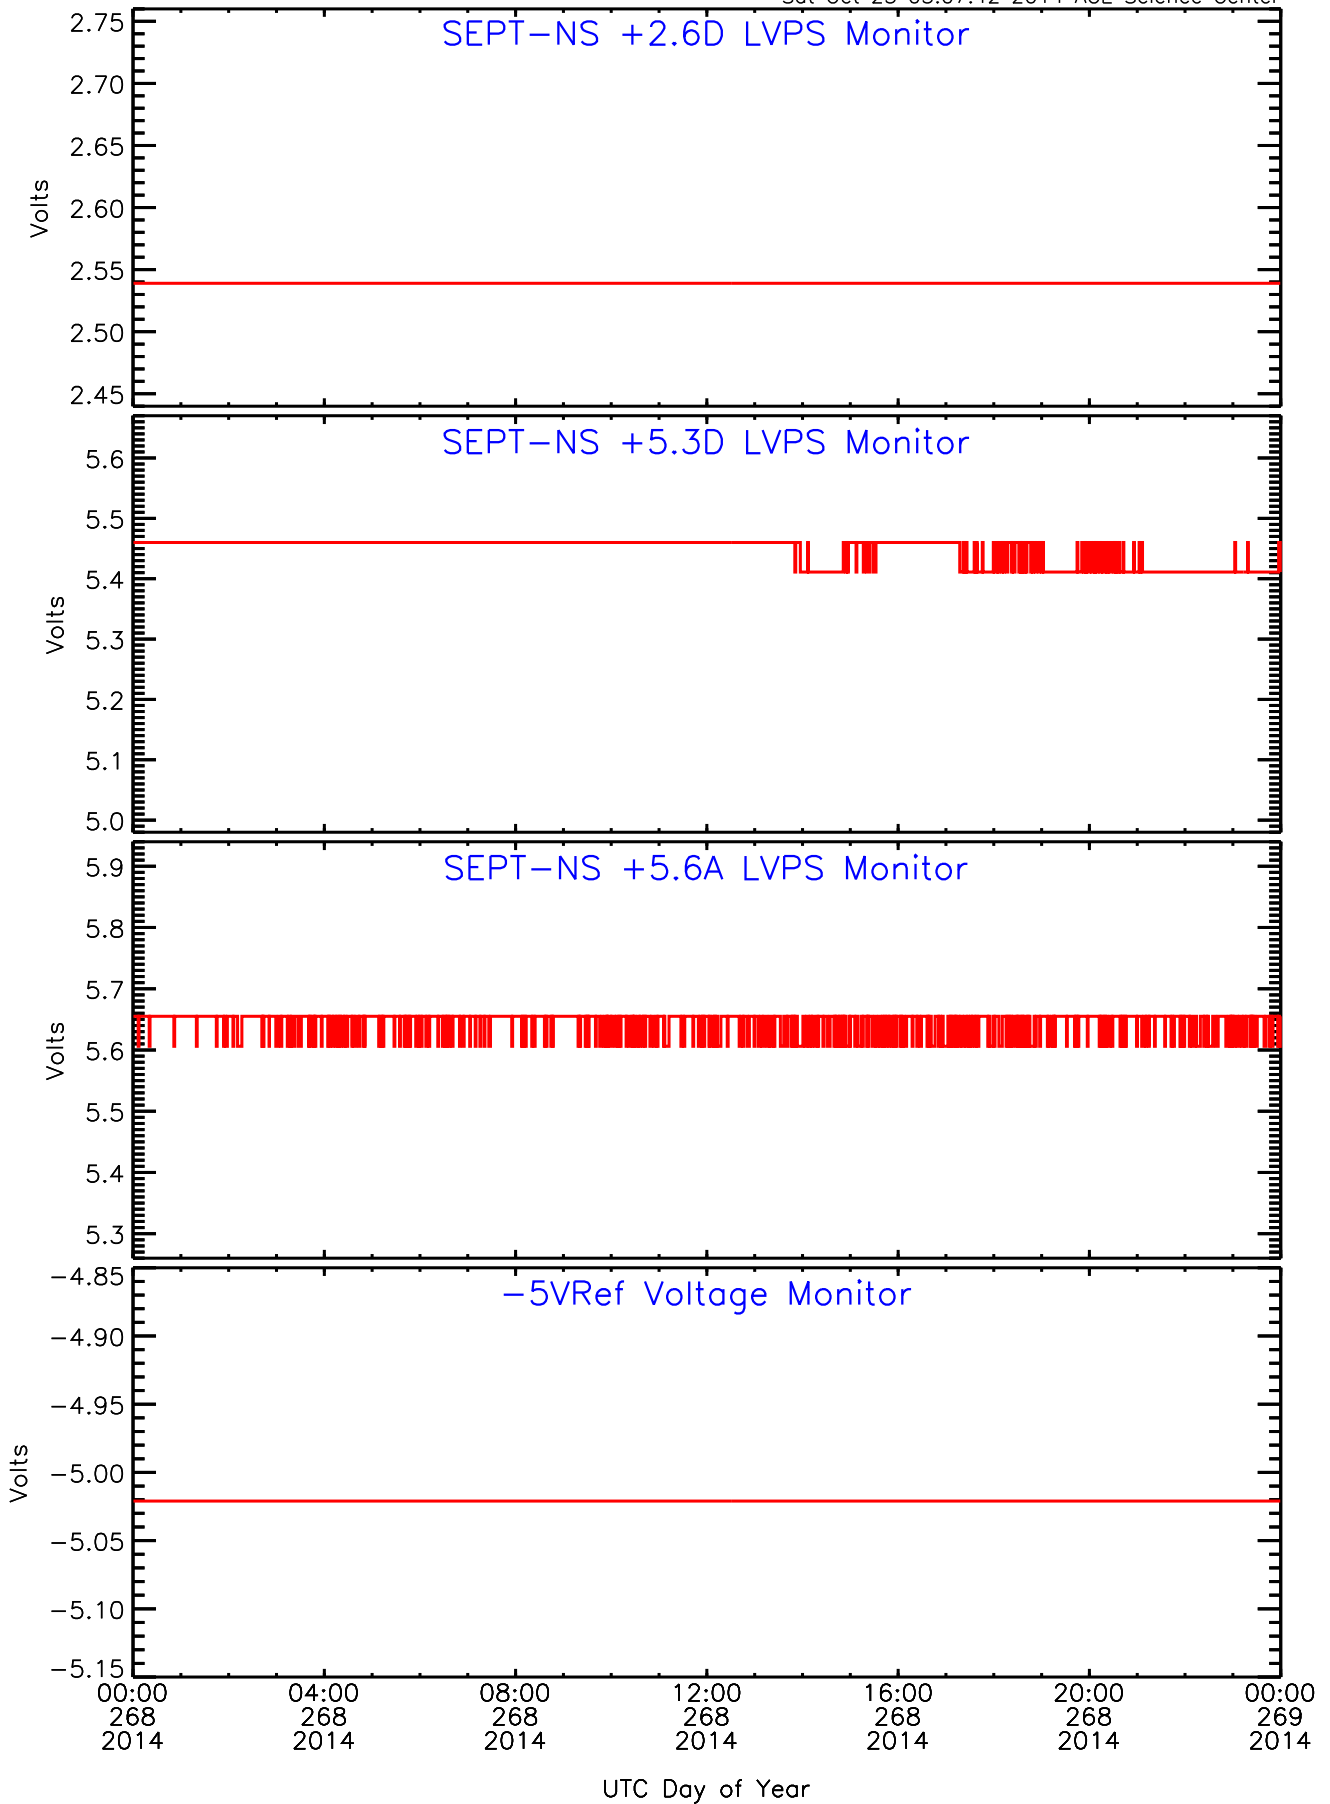 SEPT-NS +2.6D LVPS Monitor
2.75
2.70
2.65
2.60
2.55
2.50
2.45
Volts
SEPT-NS +5.3D LVPS Monitor
5.6
5.5
5.4
5.3
5.2
5.1
5.0
Volts
SEPT-NS +5.6A LVPS Monitor
5.9
5.8
5.7
5.6
5.5
5.4
5.3
Volts
-5VRef Voltage Monitor
-4.85
-4.90
-4.95
-5.00
-5.05
-5.10
-5.15
Volts
00:00 04:00 08:00 12:00 16:00 20:00 00:00
268 268 268 268 268 268 269
2014 2014 2014 2014 2014 2014 2014
UTC Day of Year